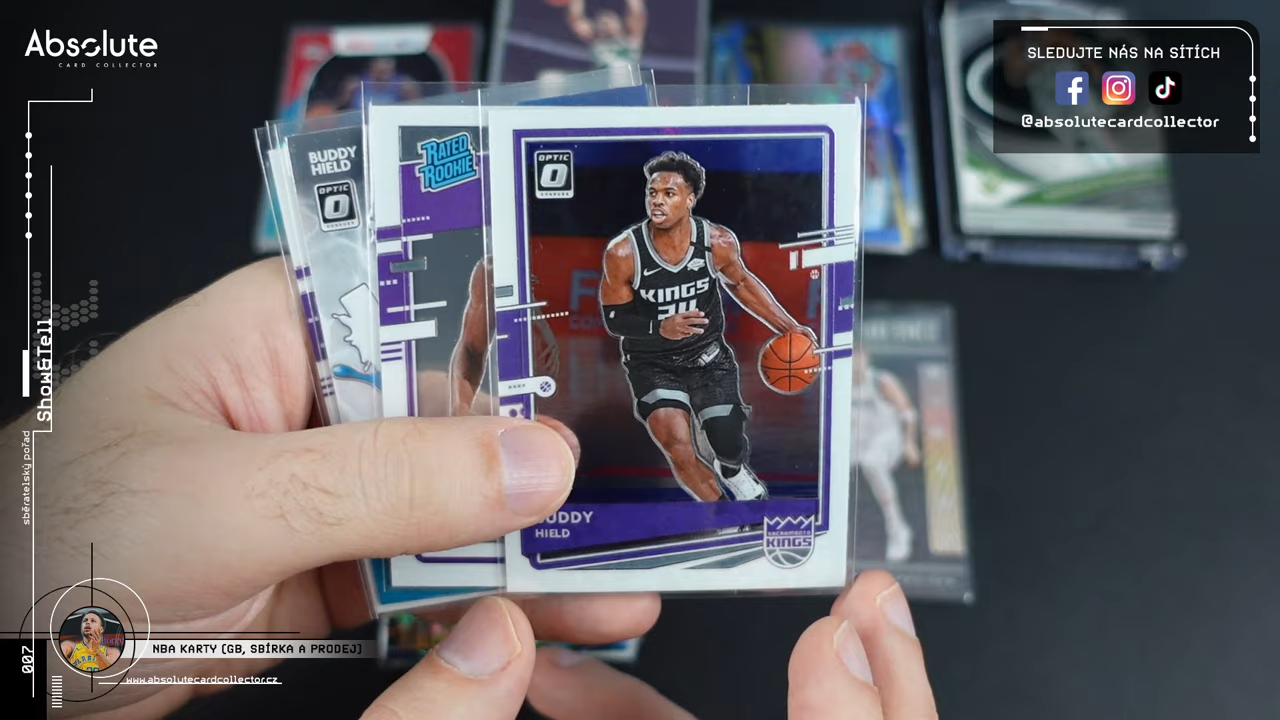 Absolute
CARD COLLECTOR
SLEDUJTE NÁS NA SÍTÍCH
@absolutecardcollector
BUDDY
HIELD
OPTIC
RATED
ROOKIE
OPTIC
KINGS
BUDDY
HIELD
SACRAMENTO
KINGS
Show&Tell
sběratelský pořad
007
NBA KARTY (GB, SBÍRKA A PRODEJ)
www.absolutecardcollector.cz